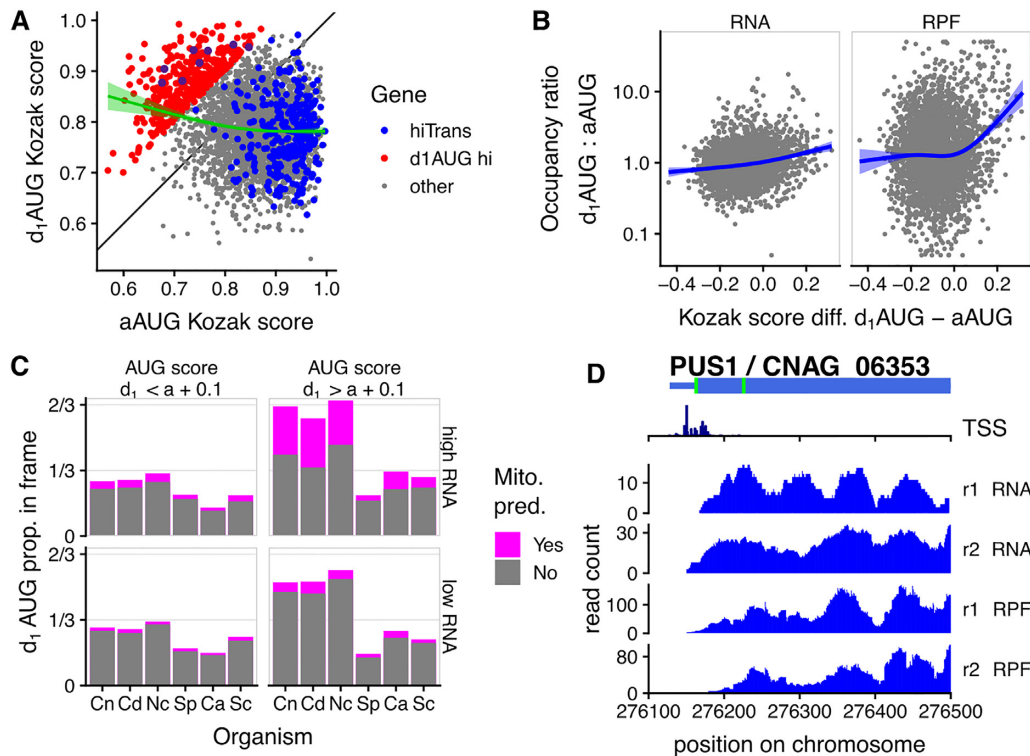 A
d₁AUG Kozak score
1.0
0.9
0.8
0.7
0.6
0.6 0.7 0.8 0.9 1.0
aAUG Kozak score
Gene
hiTrans
d1AUG hi
other
B
RNA RPF
Occupancy ratio
d₁AUG : aAUG
10.0
1.0
0.1
−0.4 −0.2 0.0 0.2 −0.4 −0.2 0.0 0.2
Kozak score diff. d₁AUG − aAUG
C
AUG score AUG score
d₁ < a + 0.1 d₁ > a + 0.1
d₁ AUG prop. in frame
2/3
1/3
0
high RNA
2/3
1/3
0
low RNA
Cn Cd Nc Sp Ca Sc Cn Cd Nc Sp Ca Sc
Organism
Mito.
pred.
Yes
No
D
PUS1 / CNAG 06353
TSS
read count
10
0
r1 RNA
30
0
r2 RNA
100
0
r1 RPF
80
0
r2 RPF
276100 276200 276300 276400 276500
position on chromosome